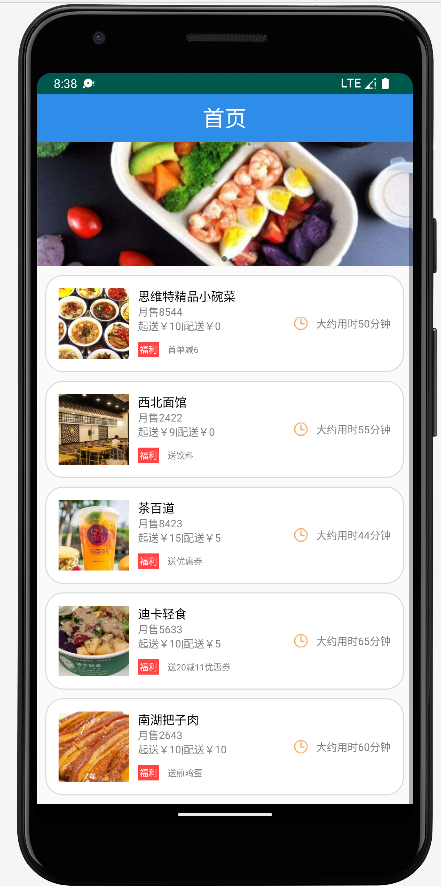 8:38
LTE
首页
思维特精品小碗菜
月售8544
起送￥10|配送￥0
大约用时50分钟
福利 首单减6
西北面馆
月售2422
起送￥9|配送￥0
大约用时55分钟
福利 送饮料
茶百道
月售8423
起送￥15|配送￥5
大约用时44分钟
福利 送优惠券
迪卡轻食
月售5633
起送￥10|配送￥5
大约用时65分钟
福利 送20减11优惠券
南湖把子肉
月售2643
起送￥10|配送￥10
大约用时60分钟
福利 送煎鸡蛋